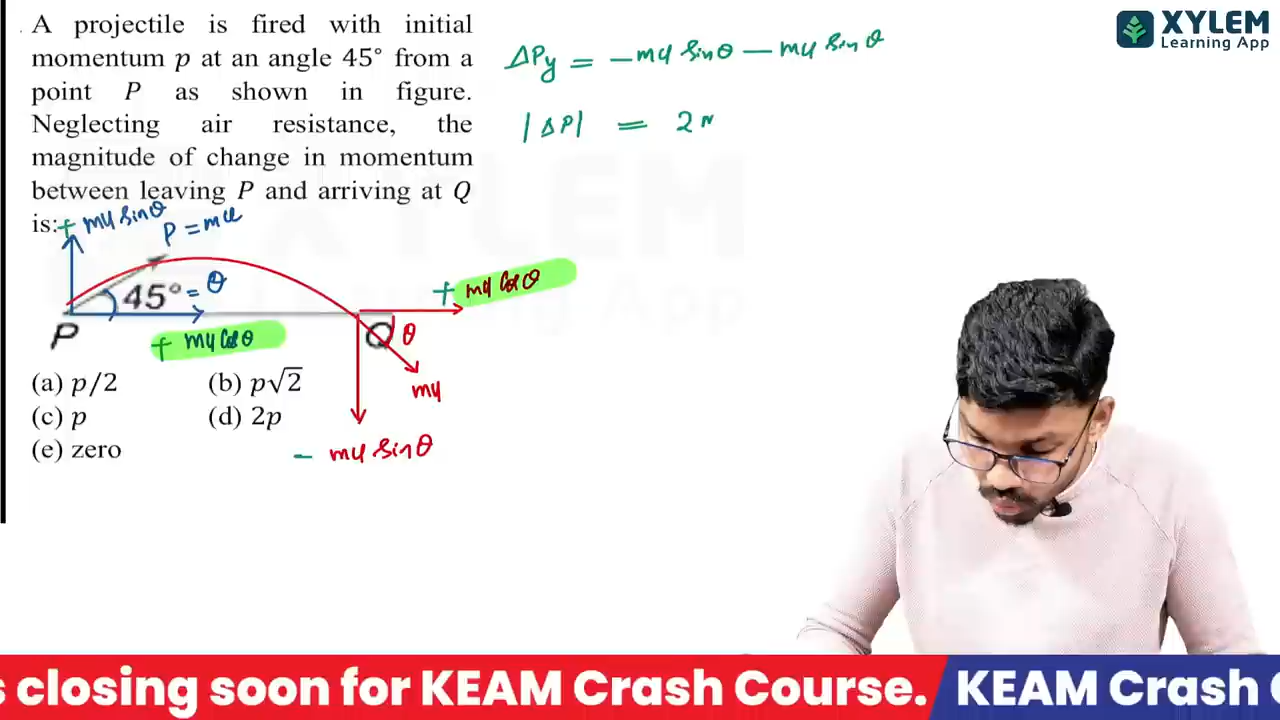 A projectile is fired with initial
momentum p at an angle 45° from a
point P as shown in figure.
Neglecting air resistance, the
magnitude of change in momentum
between leaving P and arriving at Q
is:
+ mu sinθ
P = mu
45° = θ
P
+ mu cosθ
Q
θ
+ mu cosθ
mu
- mu sinθ
(a) p/2
(b) p√2
(c) p
(d) 2p
(e) zero
ΔPy = -mu sinθ - mu sinθ
|ΔP| = 2
XYLEM
Learning App
XYLEM
Learning App
s closing soon for KEAM Crash Course.
KEAM Crash